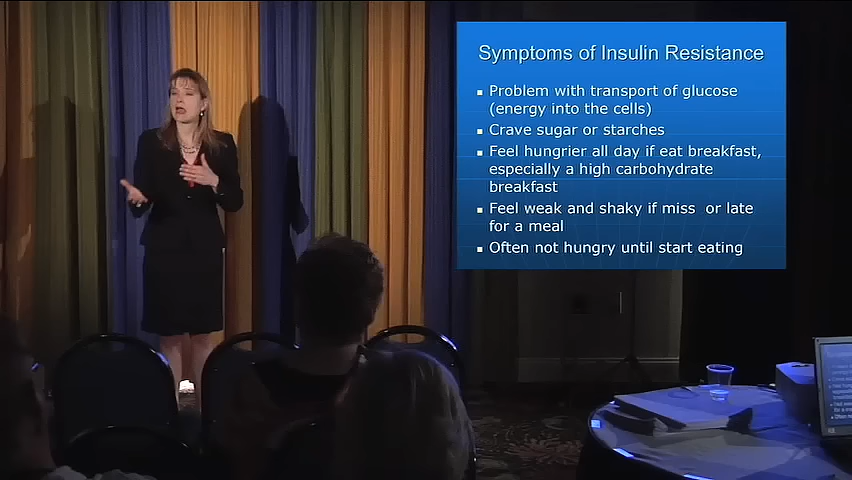 Symptoms of Insulin Resistance
Problem with transport of glucose
(energy into the cells)
Crave sugar or starches
Feel hungrier all day if eat breakfast,
especially a high carbohydrate
breakfast
Feel weak and shaky if miss or late
for a meal
Often not hungry until start eating